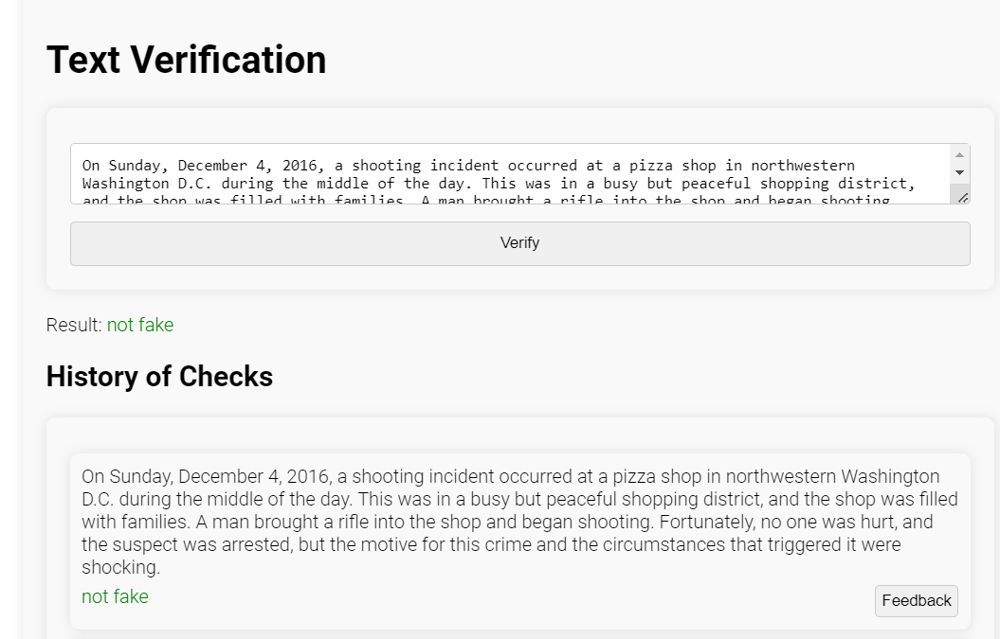 Text Verification
On Sunday, December 4, 2016, a shooting incident occurred at a pizza shop in northwestern
Washington D.C. during the middle of the day. This was in a busy but peaceful shopping district,
and the shop was filled with families. A man brought a rifle into the shop and began shooting.
Verify
Result: not fake
History of Checks
On Sunday, December 4, 2016, a shooting incident occurred at a pizza shop in northwestern Washington
D.C. during the middle of the day. This was in a busy but peaceful shopping district, and the shop was filled
with families. A man brought a rifle into the shop and began shooting. Fortunately, no one was hurt, and
the suspect was arrested, but the motive for this crime and the circumstances that triggered it were
shocking.
not fake
Feedback